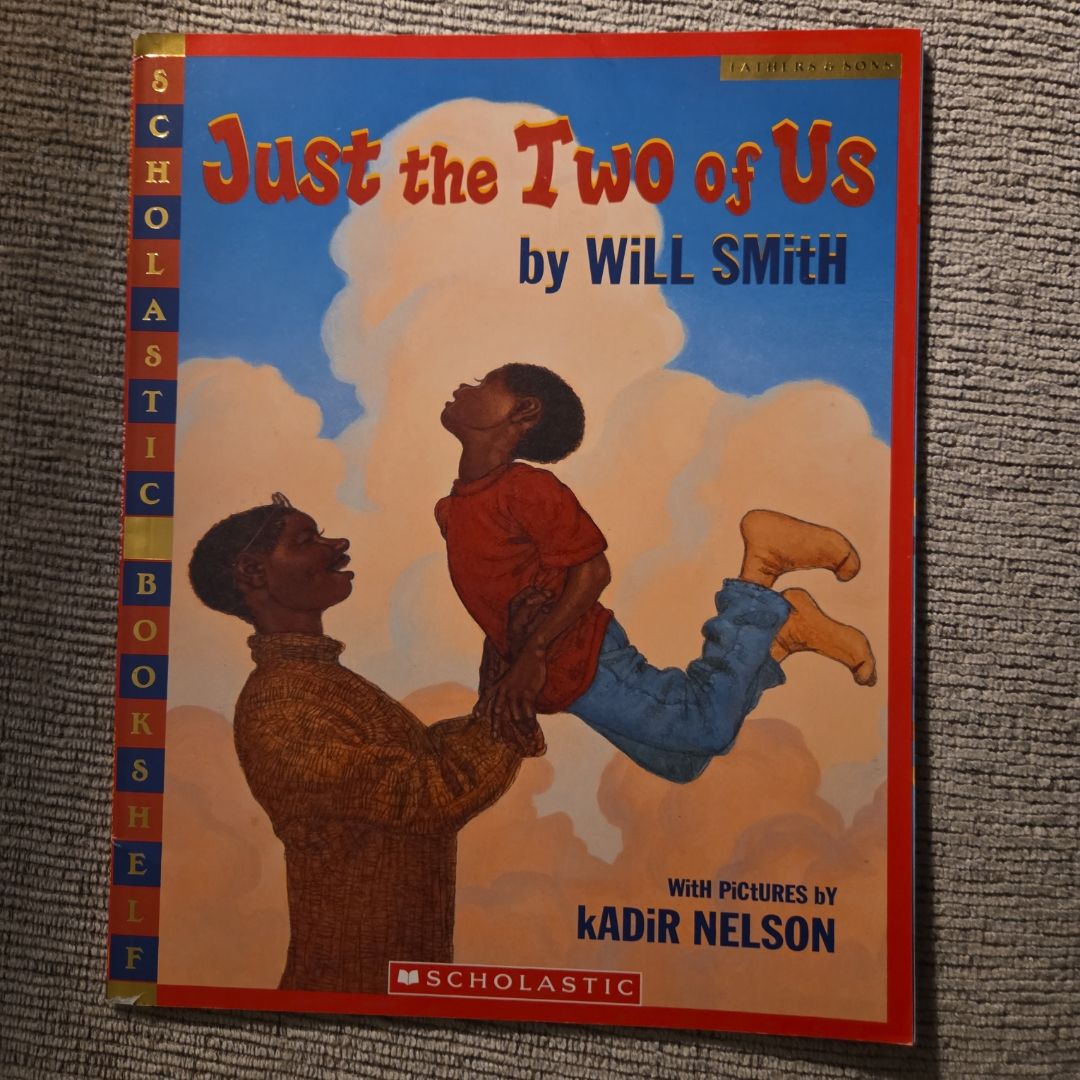 SCHOLASTIC BOOKSHELF
FATHERS & SONS
Just the Two of Us
by WiLL SMitH
WitH PiCtURES bY
kADiR NELSON
SCHOLASTIC